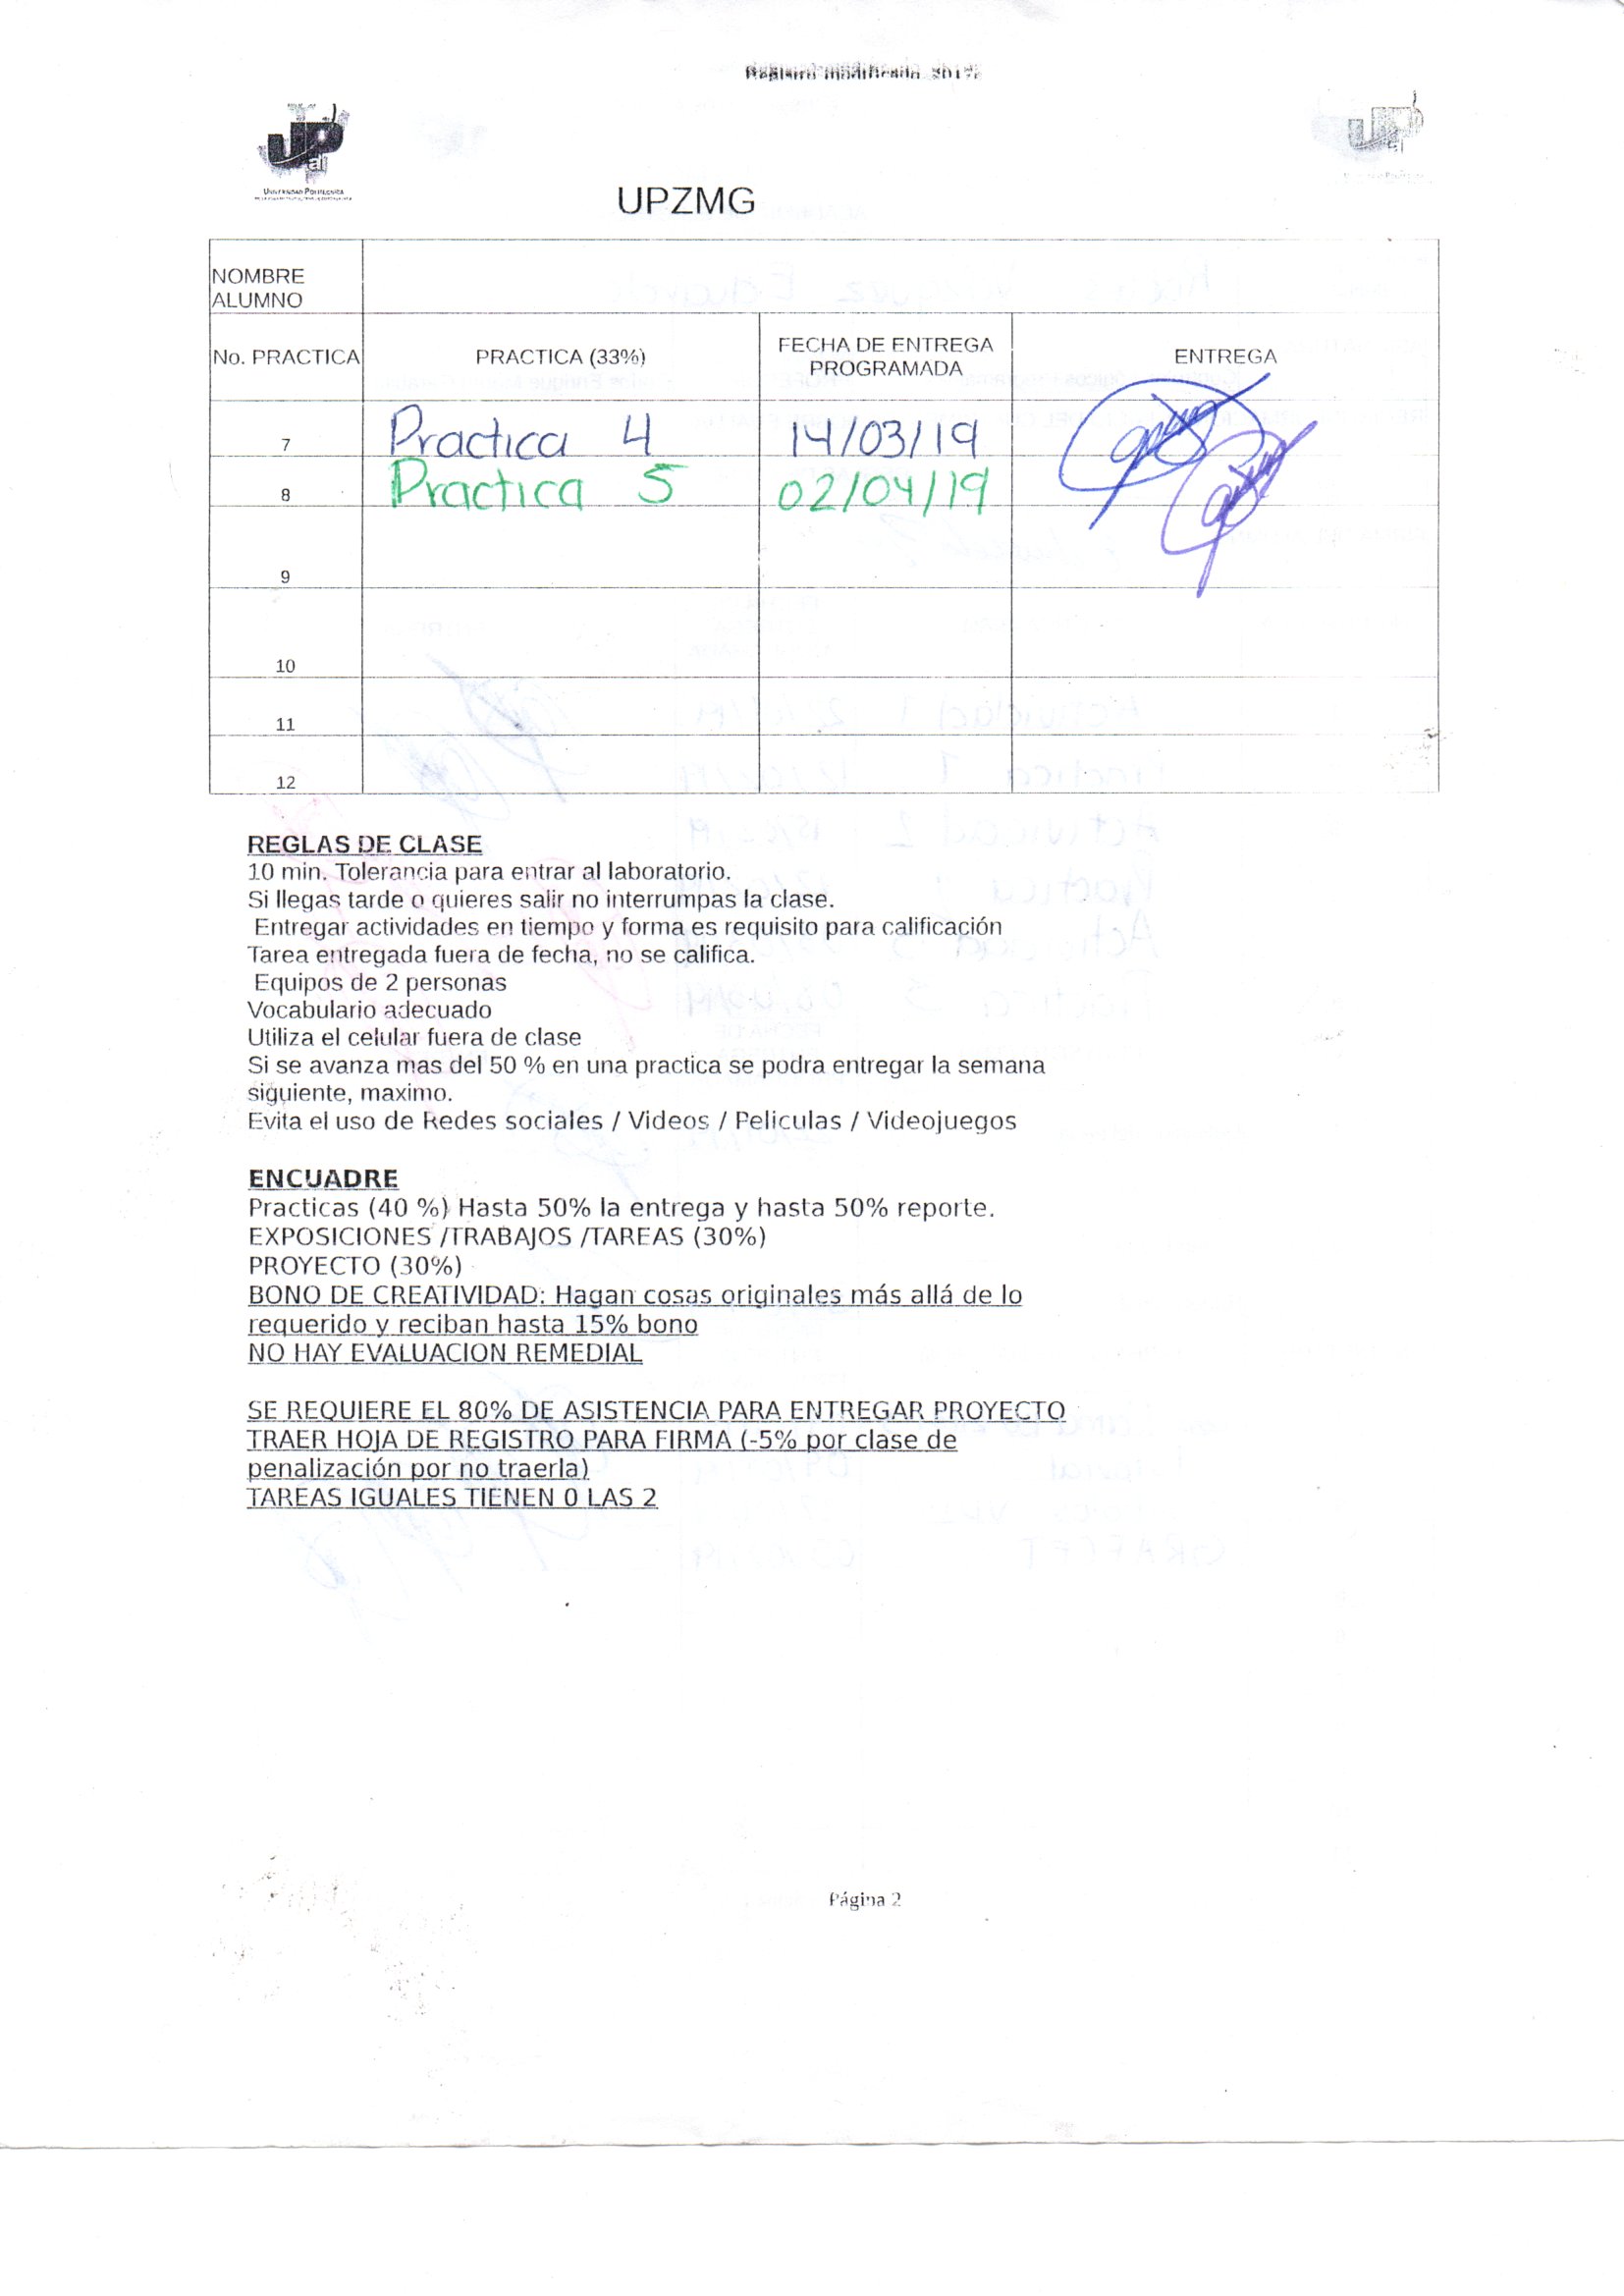 Registro modificado 2017.
UP
al
UNIVERSIDAD POLITECNICA
UPZMG
NOMBRE
ALUMNO
No. PRACTICA PRACTICA (33%) FECHA DE ENTREGA PROGRAMADA ENTREGA
7 Practica 4 14/03/19
8 Practica 5 02/04/19
9
10
11
12
REGLAS DE CLASE
10 min. Tolerancia para entrar al laboratorio.
Si llegas tarde o quieres salir no interrumpas la clase.
Entregar actividades en tiempo y forma es requisito para calificación
Tarea entregada fuera de fecha, no se califica.
Equipos de 2 personas
Vocabulario adecuado
Utiliza el celular fuera de clase
Si se avanza mas del 50 % en una practica se podra entregar la semana
siguiente, maximo.
Evita el uso de Redes sociales / Videos / Peliculas / Videojuegos
ENCUADRE
Practicas (40 %) Hasta 50% la entrega y hasta 50% reporte.
EXPOSICIONES /TRABAJOS /TAREAS (30%)
PROYECTO (30%)
BONO DE CREATIVIDAD: Hagan cosas originales más allá de lo
requerido y reciban hasta 15% bono
NO HAY EVALUACION REMEDIAL
SE REQUIERE EL 80% DE ASISTENCIA PARA ENTREGAR PROYECTO
TRAER HOJA DE REGISTRO PARA FIRMA (-5% por clase de
penalización por no traerla)
TAREAS IGUALES TIENEN 0 LAS 2
Página 2